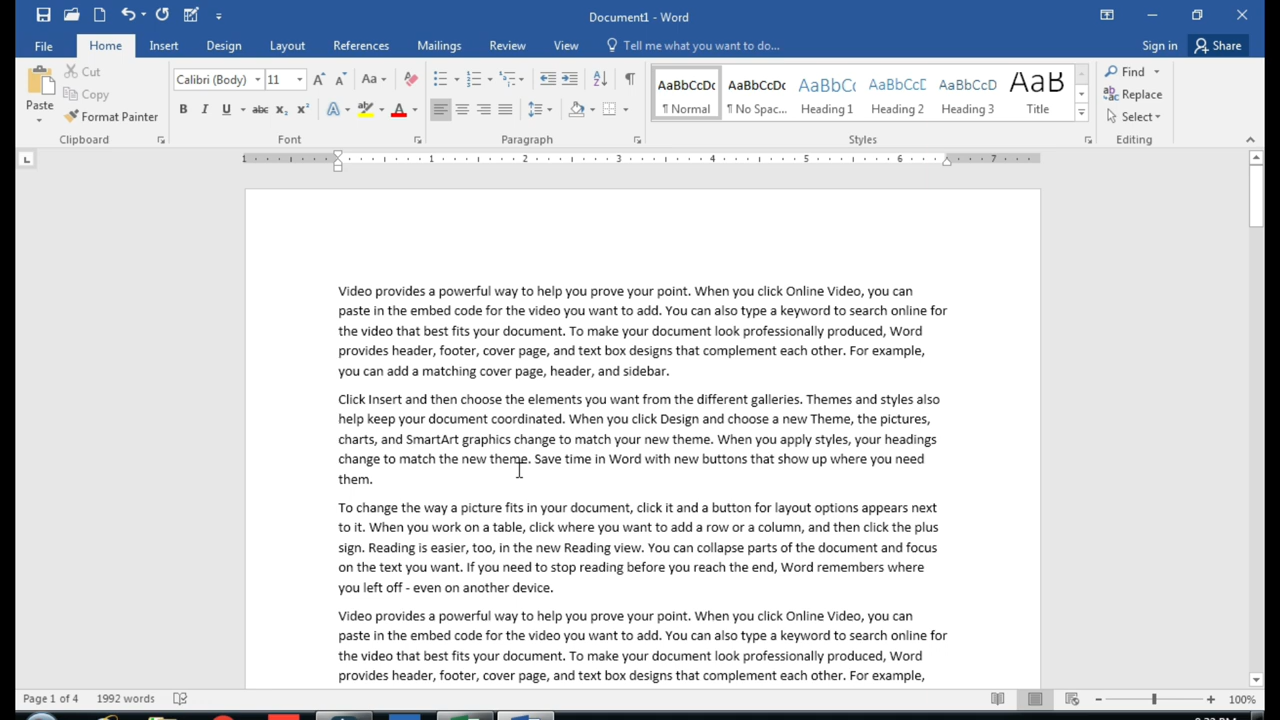 Document1 - Word
File Home Insert Design Layout References Mailings Review View Tell me what you want to do... Sign in Share
Paste
Cut
Copy
Format Painter
Clipboard
Calibri (Body) 11
Aa
B I U abc x₂ x² A A
Font
Paragraph
AaBbCcDc AaBbCcDc AaBbCc AaBbCcC AaBbCcD AaB
¶ Normal ¶ No Spac... Heading 1 Heading 2 Heading 3 Title
Styles
Find
Replace
Select
Editing
1 1 2 3 4 5 6 7
Video provides a powerful way to help you prove your point. When you click Online Video, you can
paste in the embed code for the video you want to add. You can also type a keyword to search online for
the video that best fits your document. To make your document look professionally produced, Word
provides header, footer, cover page, and text box designs that complement each other. For example,
you can add a matching cover page, header, and sidebar.
Click Insert and then choose the elements you want from the different galleries. Themes and styles also
help keep your document coordinated. When you click Design and choose a new Theme, the pictures,
charts, and SmartArt graphics change to match your new theme. When you apply styles, your headings
change to match the new theme. Save time in Word with new buttons that show up where you need
them.
To change the way a picture fits in your document, click it and a button for layout options appears next
to it. When you work on a table, click where you want to add a row or a column, and then click the plus
sign. Reading is easier, too, in the new Reading view. You can collapse parts of the document and focus
on the text you want. If you need to stop reading before you reach the end, Word remembers where
you left off - even on another device.
Video provides a powerful way to help you prove your point. When you click Online Video, you can
paste in the embed code for the video you want to add. You can also type a keyword to search online for
the video that best fits your document. To make your document look professionally produced, Word
provides header, footer, cover page, and text box designs that complement each other. For example,
Page 1 of 4 1992 words 100%